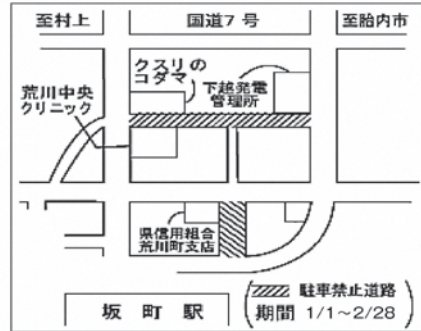 至村上
国道7号
至胎内市
クスリの
コダマ
下越発電
管理所
荒川中央
クリニック
県信用組合
荒川町支店
駐車禁止道路
期間 1/1~2/28
坂町駅